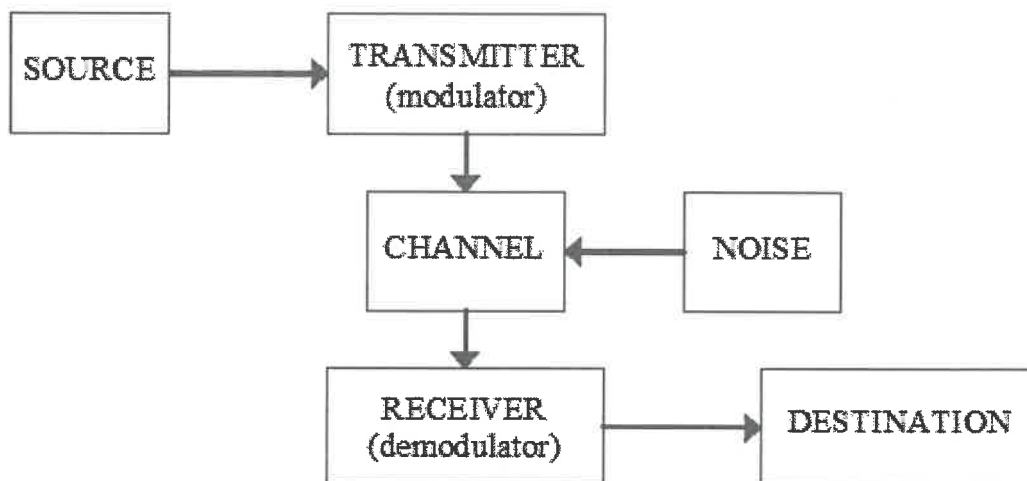 SOURCE
TRANSMITTER
(modulator)
CHANNEL
NOISE
RECEIVER
(demodulator)
DESTINATION